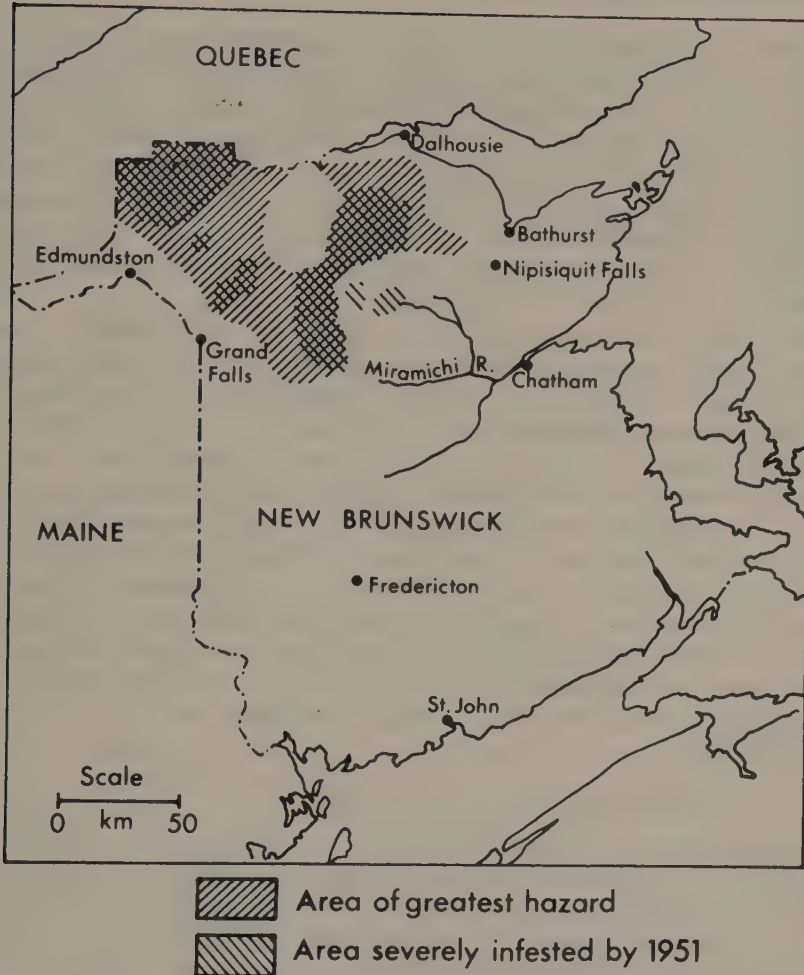 QUEBEC
Dalhousie
Bathurst
Edmundston
Nipisiquit Falls
Grand
Falls
Miramichi R.
Chatham
MAINE
NEW BRUNSWICK
Fredericton
St. John
Scale
0 km 50
Area of greatest hazard
Area severely infested by 1951